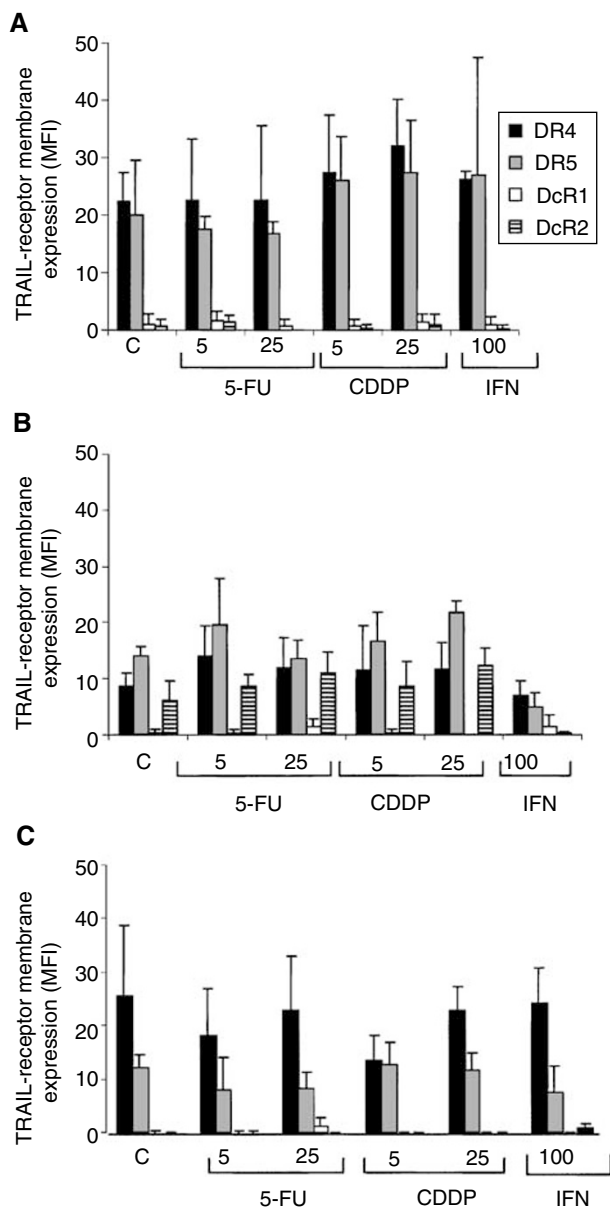 A
TRAIL-receptor membrane
expression (MFI)
50
40
30
20
10
0
DR4
DR5
DcR1
DcR2
C 5 25 5 25 100
5-FU CDDP IFN
B
TRAIL-receptor membrane
expression (MFI)
50
40
30
20
10
0
C 5 25 5 25 100
5-FU CDDP IFN
C
TRAIL-receptor membrane
expression (MFI)
50
40
30
20
10
0
C 5 25 5 25 100
5-FU CDDP IFN